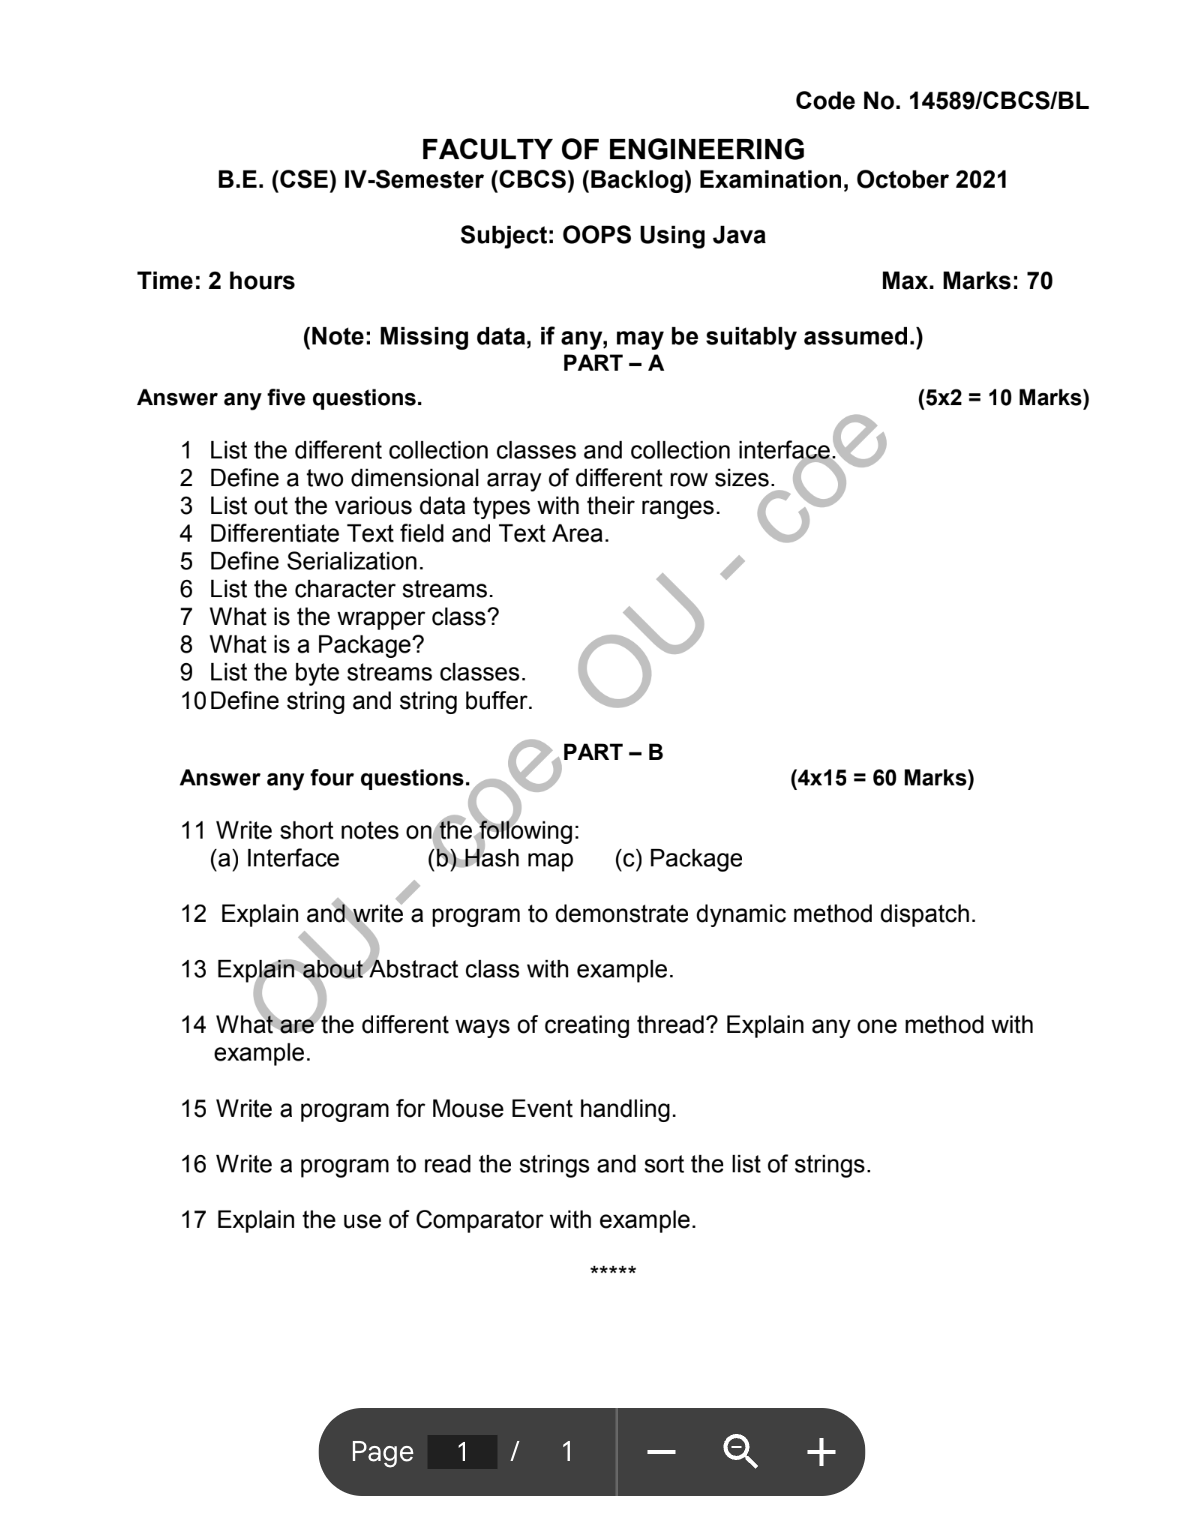 Code No. 14589/CBCS/BL
FACULTY OF ENGINEERING
B.E. (CSE) IV-Semester (CBCS) (Backlog) Examination, October 2021
Subject: OOPS Using Java
Time: 2 hours Max. Marks: 70
(Note: Missing data, if any, may be suitably assumed.)
PART – A
Answer any five questions. (5x2 = 10 Marks)
1 List the different collection classes and collection interface.
2 Define a two dimensional array of different row sizes.
3 List out the various data types with their ranges.
4 Differentiate Text field and Text Area.
5 Define Serialization.
6 List the character streams.
7 What is the wrapper class?
8 What is a Package?
9 List the byte streams classes.
10 Define string and string buffer.
PART – B
Answer any four questions. (4x15 = 60 Marks)
11 Write short notes on the following:
(a) Interface (b) Hash map (c) Package
12 Explain and write a program to demonstrate dynamic method dispatch.
13 Explain about Abstract class with example.
14 What are the different ways of creating thread? Explain any one method with
example.
15 Write a program for Mouse Event handling.
16 Write a program to read the strings and sort the list of strings.
17 Explain the use of Comparator with example.
*****
OU - coe OU - coe
Page 1 / 1